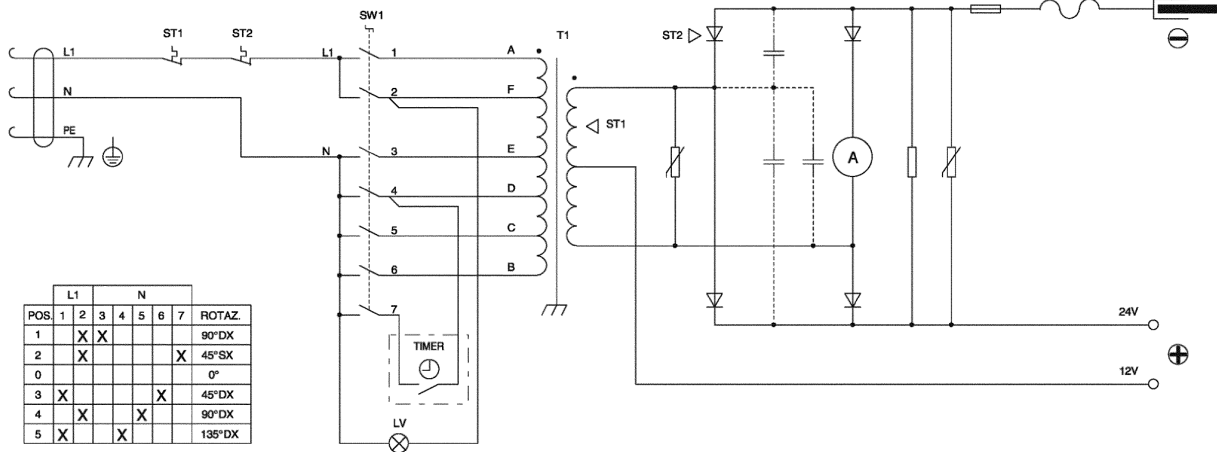 SW1
ST1 ST2
T1
ST2
L1
L1
1 A
N
2 F
ST1
PE
N
3 E
A
4 D
5 C
6 B
7
24V
TIMER
12V
LV
L1 N
POS. 1 2 3 4 5 6 7 ROTAZ.
1 X X 90°DX
2 X X 45°SX
0 0°
3 X X 45°DX
4 X X 90°DX
5 X X 135°DX